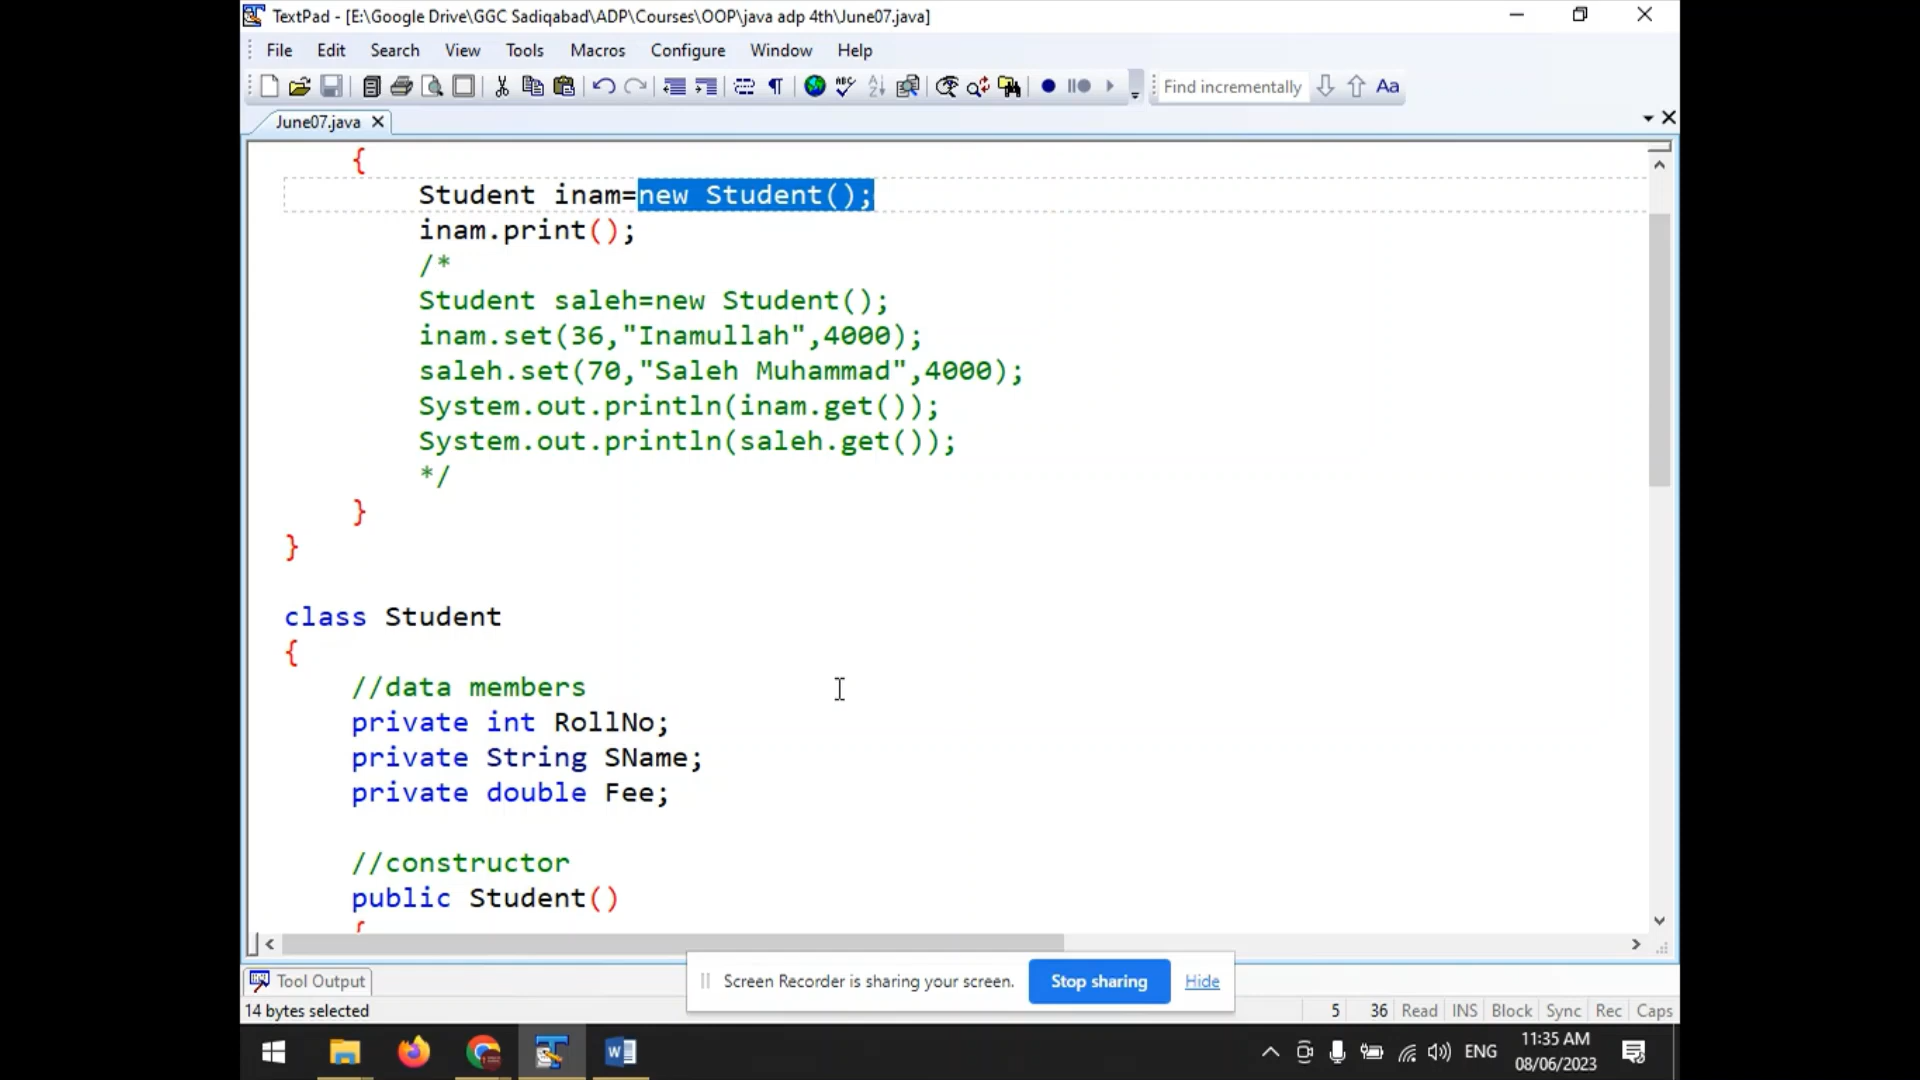 TextPad - [E:\Google Drive\GGC Sadiqabad\ADP\Courses\OOP\java adp 4th\June07.java]
File Edit Search View Tools Macros Configure Window Help
Find incrementally Aa
June07.java
{
Student inam=new Student();
inam.print();
/*
Student saleh=new Student();
inam.set(36,"Inamullah",4000);
saleh.set(70,"Saleh Muhammad",4000);
System.out.println(inam.get());
System.out.println(saleh.get());
*/
}
}
class Student
{
//data members
private int RollNo;
private String SName;
private double Fee;
//constructor
public Student()
{
Tool Output
Screen Recorder is sharing your screen. Stop sharing Hide
14 bytes selected 5 36 Read INS Block Sync Rec Caps
ENG 11:35 AM
08/06/2023